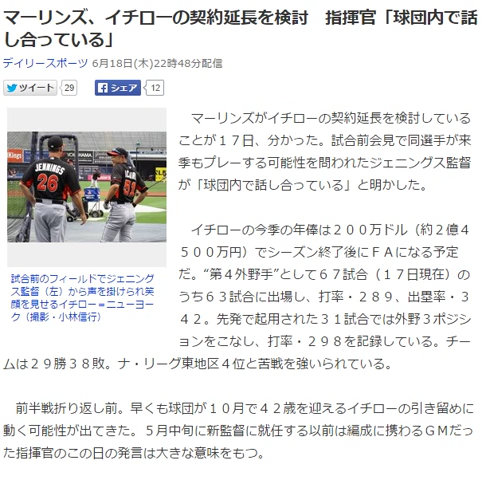 マーリンズ、イチローの契約延長を検討　指揮官「球団内で話
し合っている」
デイリースポーツ 6月18日(木)22時48分配信
ツイート 29 シェア 12
JENNINGS
26
51
試合前のフィールドでジェニング
ス監督（左）から声を掛けられ笑
顔を見せるイチロー＝ニューヨー
ク（撮影・小林信行）
　マーリンズがイチローの契約延長を検討している
ことが１７日、分かった。試合前会見で同選手が来
季もプレーする可能性を問われたジェニングス監督
が「球団内で話し合っている」と明かした。
　イチローの今季の年俸は２００万ドル（約２億４
５００万円）でシーズン終了後にＦＡになる予定
だ。“第４外野手”として６７試合（１７日現在）の
うち６３試合に出場し、打率・２８９、出塁率・３
４２。先発で起用された３１試合では外野３ポジショ
ンをこなし、打率・２９８を記録している。チー
ムは２９勝３８敗。ナ・リーグ東地区４位と苦戦を強いられている。
　前半戦折り返し前。早くも球団が１０月で４２歳を迎えるイチローの引き留めに
動く可能性が出てきた。５月中旬に新監督に就任する以前は編成に携わるＧＭだっ
た指揮官のこの日の発言は大きな意味をもつ。